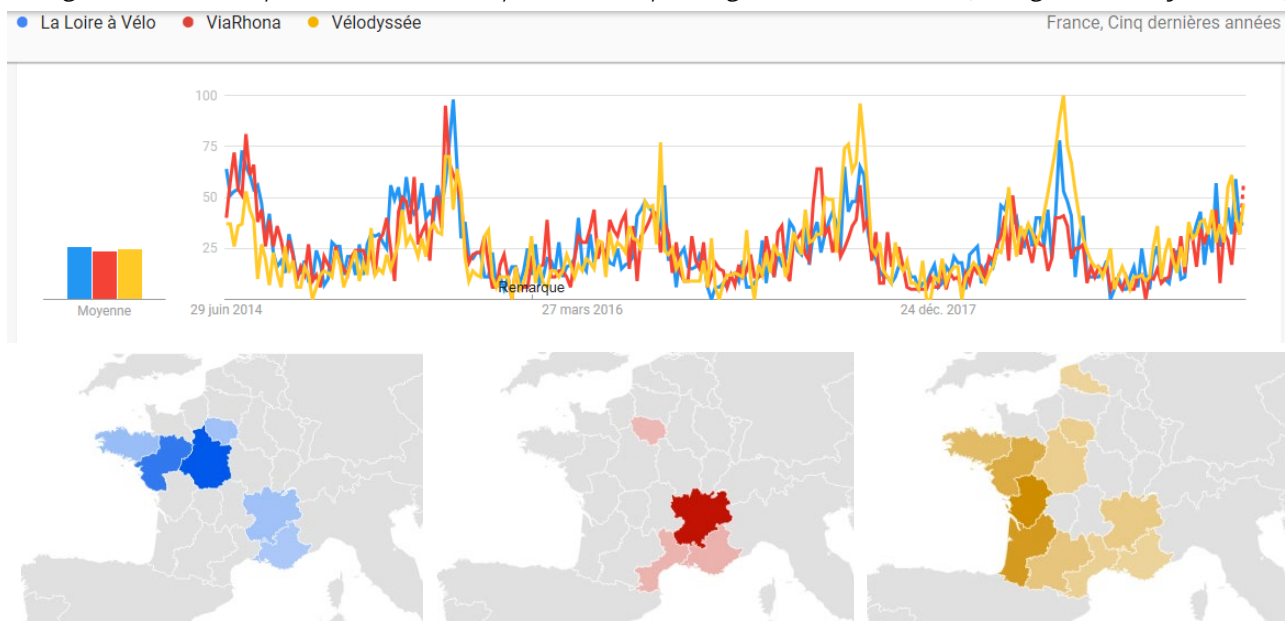 La Loire à Vélo ViaRhona Vélodyssée France, Cinq dernières années
100
75
50
25
Remarque
Moyenne 29 juin 2014 27 mars 2016 24 déc. 2017